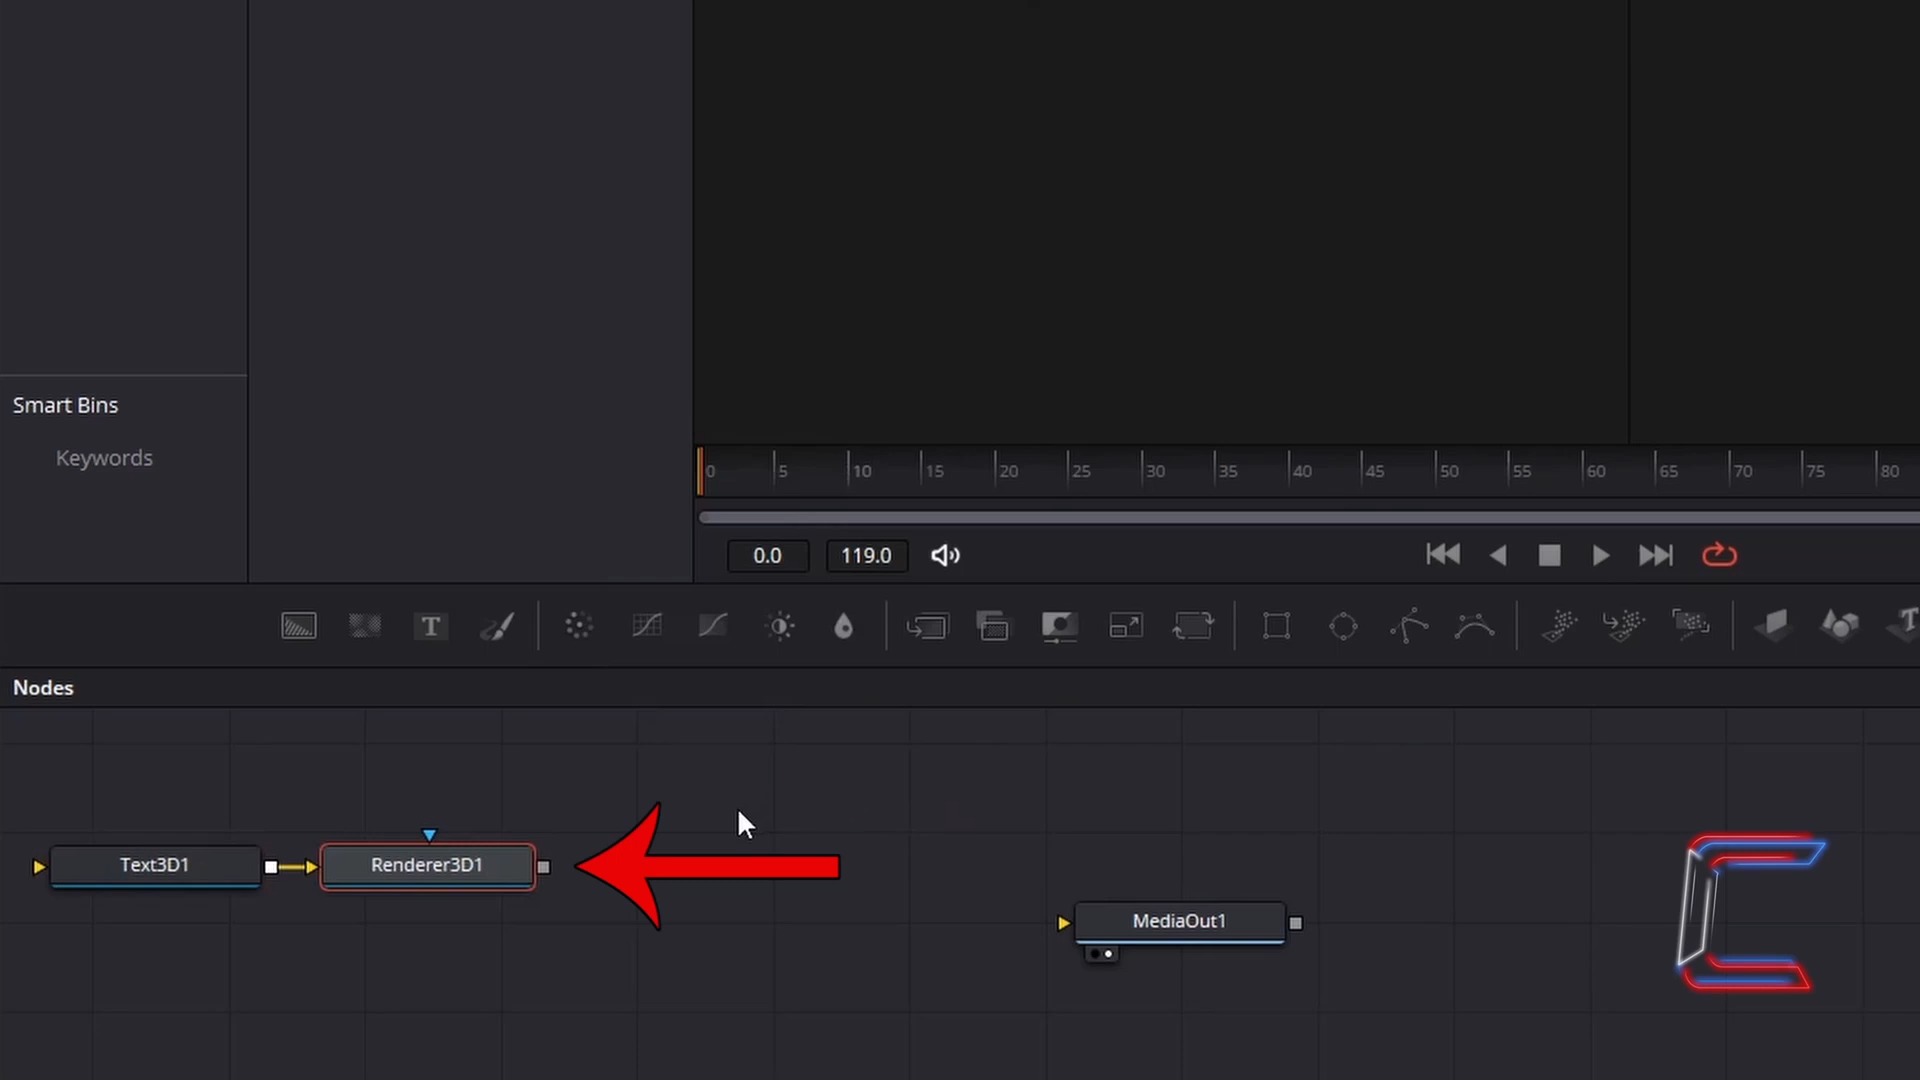 Smart Bins
Keywords
0 5 10 15 20 25 30 35 40 45 50 55 60 65 70 75 80
0.0 119.0
T T
Nodes
Text3D1 Renderer3D1
MediaOut1
C